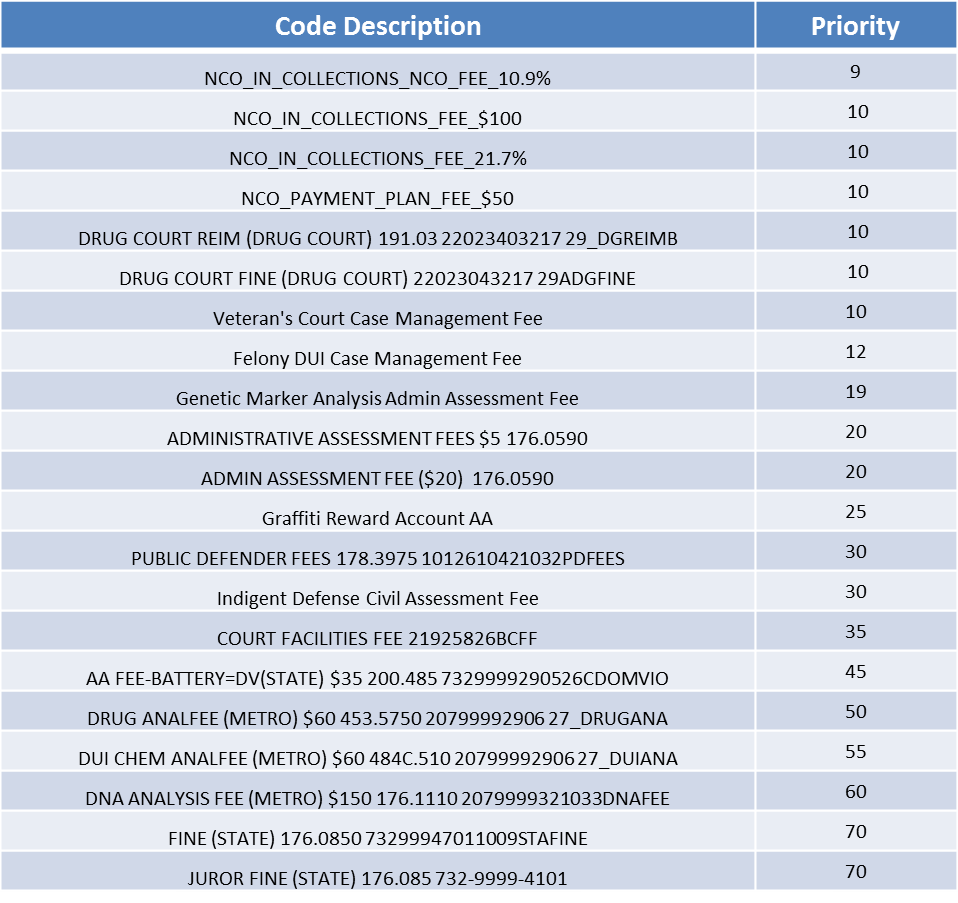 Code Description Priority
NCO_IN_COLLECTIONS_NCO_FEE_10.9% 9
NCO_IN_COLLECTIONS_FEE_$100 10
NCO_IN_COLLECTIONS_FEE_21.7% 10
NCO_PAYMENT_PLAN_FEE_$50 10
DRUG COURT REIM (DRUG COURT) 191.03 22023403217 29_DGREIMB 10
DRUG COURT FINE (DRUG COURT) 22023043217 29ADGFINE 10
Veteran's Court Case Management Fee 10
Felony DUI Case Management Fee 12
Genetic Marker Analysis Admin Assessment Fee 19
ADMINISTRATIVE ASSESSMENT FEES $5 176.0590 20
ADMIN ASSESSMENT FEE ($20) 176.0590 20
Graffiti Reward Account AA 25
PUBLIC DEFENDER FEES 178.3975 1012610421032PDFEES 30
Indigent Defense Civil Assessment Fee 30
COURT FACILITIES FEE 21925826BCFF 35
AA FEE-BATTERY=DV(STATE) $35 200.485 7329999290526CDOMVIO 45
DRUG ANALFEE (METRO) $60 453.5750 20799992906 27_DRUGANA 50
DUI CHEM ANALFEE (METRO) $60 484C.510 20799992906 27_DUIANA 55
DNA ANALYSIS FEE (METRO) $150 176.1110 2079999321033DNAFEE 60
FINE (STATE) 176.0850 73299947011009STAFINE 70
JUROR FINE (STATE) 176.085 732-9999-4101 70